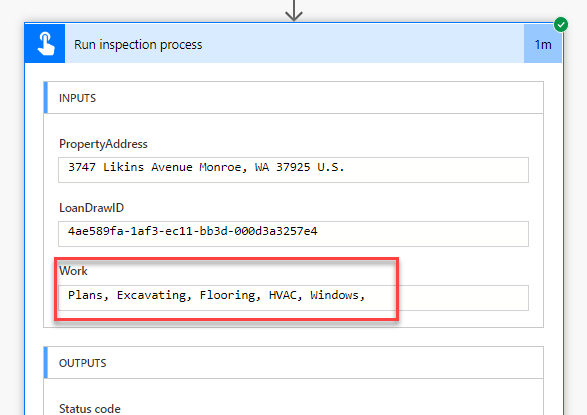 Run inspection process
1m
INPUTS
PropertyAddress
3747 Likins Avenue Monroe, WA 37925 U.S.
LoanDrawID
4ae589fa-1af3-ec11-bb3d-000d3a3257e4
Work
Plans, Excavating, Flooring, HVAC, Windows,
OUTPUTS
Status code